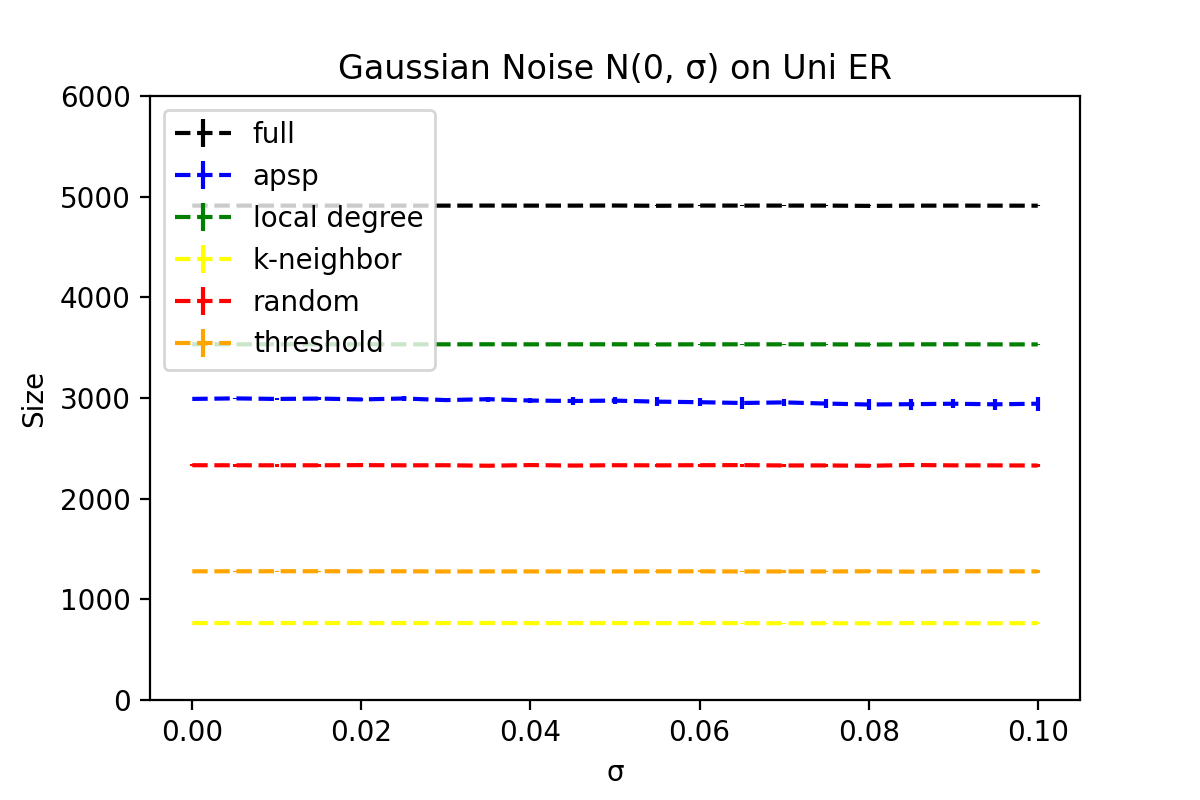 Gaussian Noise N(0, σ) on Uni ER
6000
5000
4000
3000
2000
1000
0
Size
full
apsp
local degree
k-neighbor
random
threshold
0.00 0.02 0.04 0.06 0.08 0.10
σ